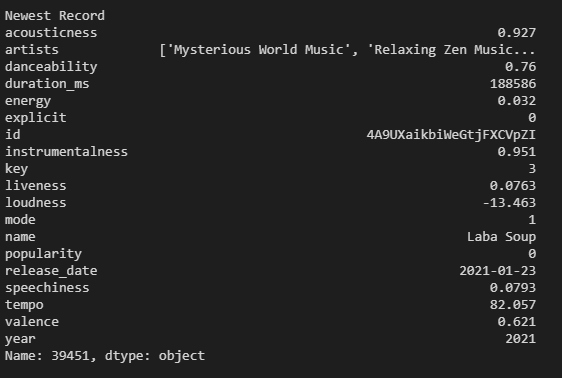 Newest Record
acousticness 0.927
artists ['Mysterious World Music', 'Relaxing Zen Music...
danceability 0.76
duration_ms 188586
energy 0.032
explicit 0
id 4A9UXaikbiWeGtjFXCVpZI
instrumentalness 0.951
key 3
liveness 0.0763
loudness -13.463
mode 1
name Laba Soup
popularity 0
release_date 2021-01-23
speechiness 0.0793
tempo 82.057
valence 0.621
year 2021
Name: 39451, dtype: object